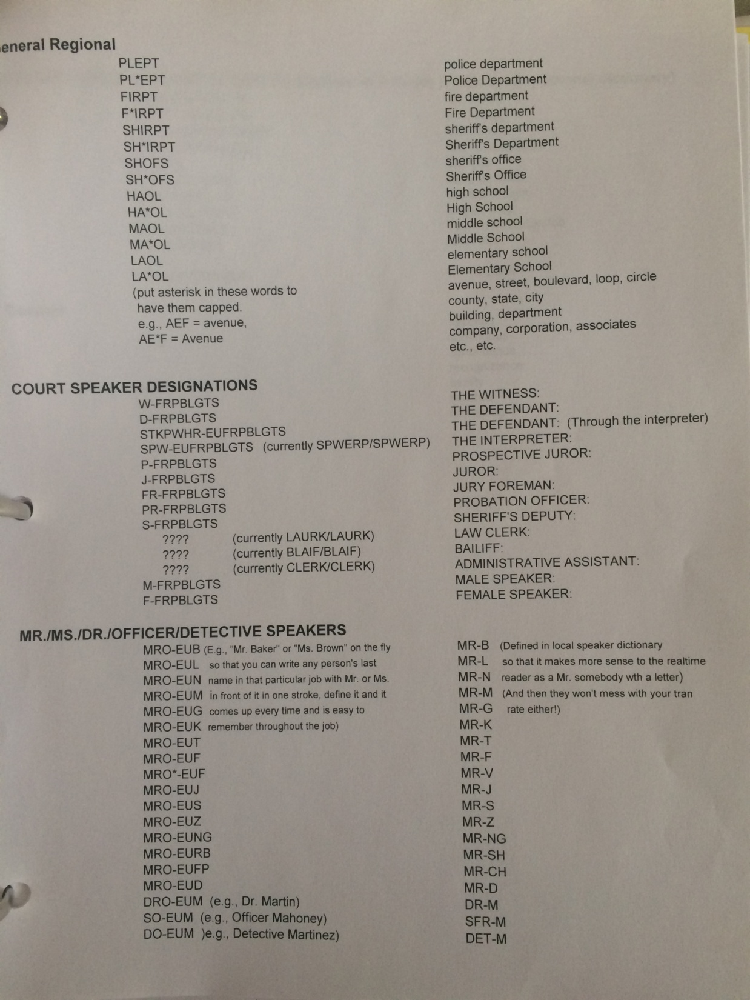 eneral Regional
PLEPT police department
PL*EPT Police Department
FIRPT fire department
F*IRPT Fire Department
SHIRPT sheriff's department
SH*IRPT Sheriff's Department
SHOFS sheriff's office
SH*OFS Sheriff's Office
HAOL high school
HA*OL High School
MAOL middle school
MA*OL Middle School
LAOL elementary school
LA*OL Elementary School
(put asterisk in these words to avenue, street, boulevard, loop, circle
have them capped. county, state, city
e.g., AEF = avenue, building, department
AE*F = Avenue company, corporation, associates
etc., etc.
COURT SPEAKER DESIGNATIONS
W-FRPBLGTS THE WITNESS:
D-FRPBLGTS THE DEFENDANT:
STKPWHR-EUFRPBLGTS THE DEFENDANT: (Through the interpreter)
SPW-EUFRPBLGTS (currently SPWERP/SPWERP) THE INTERPRETER:
P-FRPBLGTS PROSPECTIVE JUROR:
J-FRPBLGTS JUROR:
FR-FRPBLGTS JURY FOREMAN:
PR-FRPBLGTS PROBATION OFFICER:
S-FRPBLGTS SHERIFF'S DEPUTY:
???? (currently LAURK/LAURK) LAW CLERK:
???? (currently BLAIF/BLAIF) BAILIFF:
???? (currently CLERK/CLERK) ADMINISTRATIVE ASSISTANT:
M-FRPBLGTS MALE SPEAKER:
F-FRPBLGTS FEMALE SPEAKER:
MR./MS./DR./OFFICER/DETECTIVE SPEAKERS
MRO-EUB (E.g., "Mr. Baker" or "Ms. Brown" on the fly MR-B (Defined in local speaker dictionary
MRO-EUL so that you can write any person's last MR-L so that it makes more sense to the realtime
MRO-EUN name in that particular job with Mr. or Ms. MR-N reader as a Mr. somebody wth a letter)
MRO-EUM in front of it in one stroke, define it and it MR-M (And then they won't mess with your tran
MRO-EUG comes up every time and is easy to MR-G rate either!)
MRO-EUK remember throughout the job) MR-K
MRO-EUT MR-T
MRO-EUF MR-F
MRO*-EUF MR-V
MRO-EUJ MR-J
MRO-EUS MR-S
MRO-EUZ MR-Z
MRO-EUNG MR-NG
MRO-EURB MR-SH
MRO-EUFP MR-CH
MRO-EUD MR-D
DRO-EUM (e.g., Dr. Martin) DR-M
SO-EUM (e.g., Officer Mahoney) SFR-M
DO-EUM )e.g., Detective Martinez) DET-M